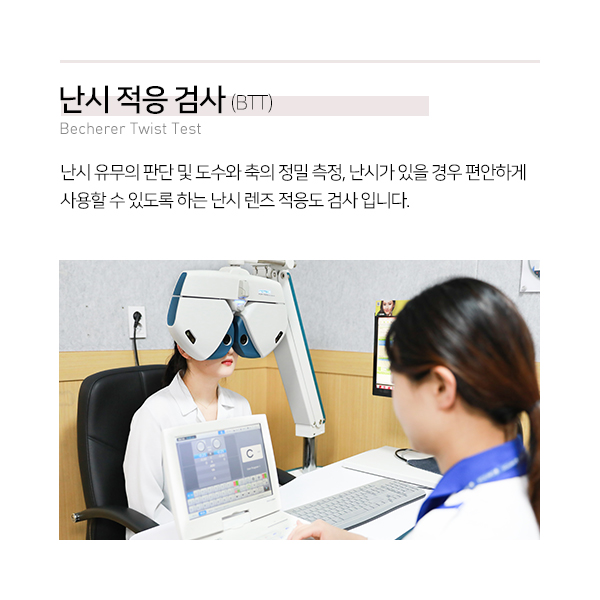 난시 적응 검사 (BTT)
Becherer Twist Test
난시 유무의 판단 및 도수와 축의 정밀 측정, 난시가 있을 경우 편안하게
사용할 수 있도록 하는 난시 렌즈 적응도 검사 입니다.
C